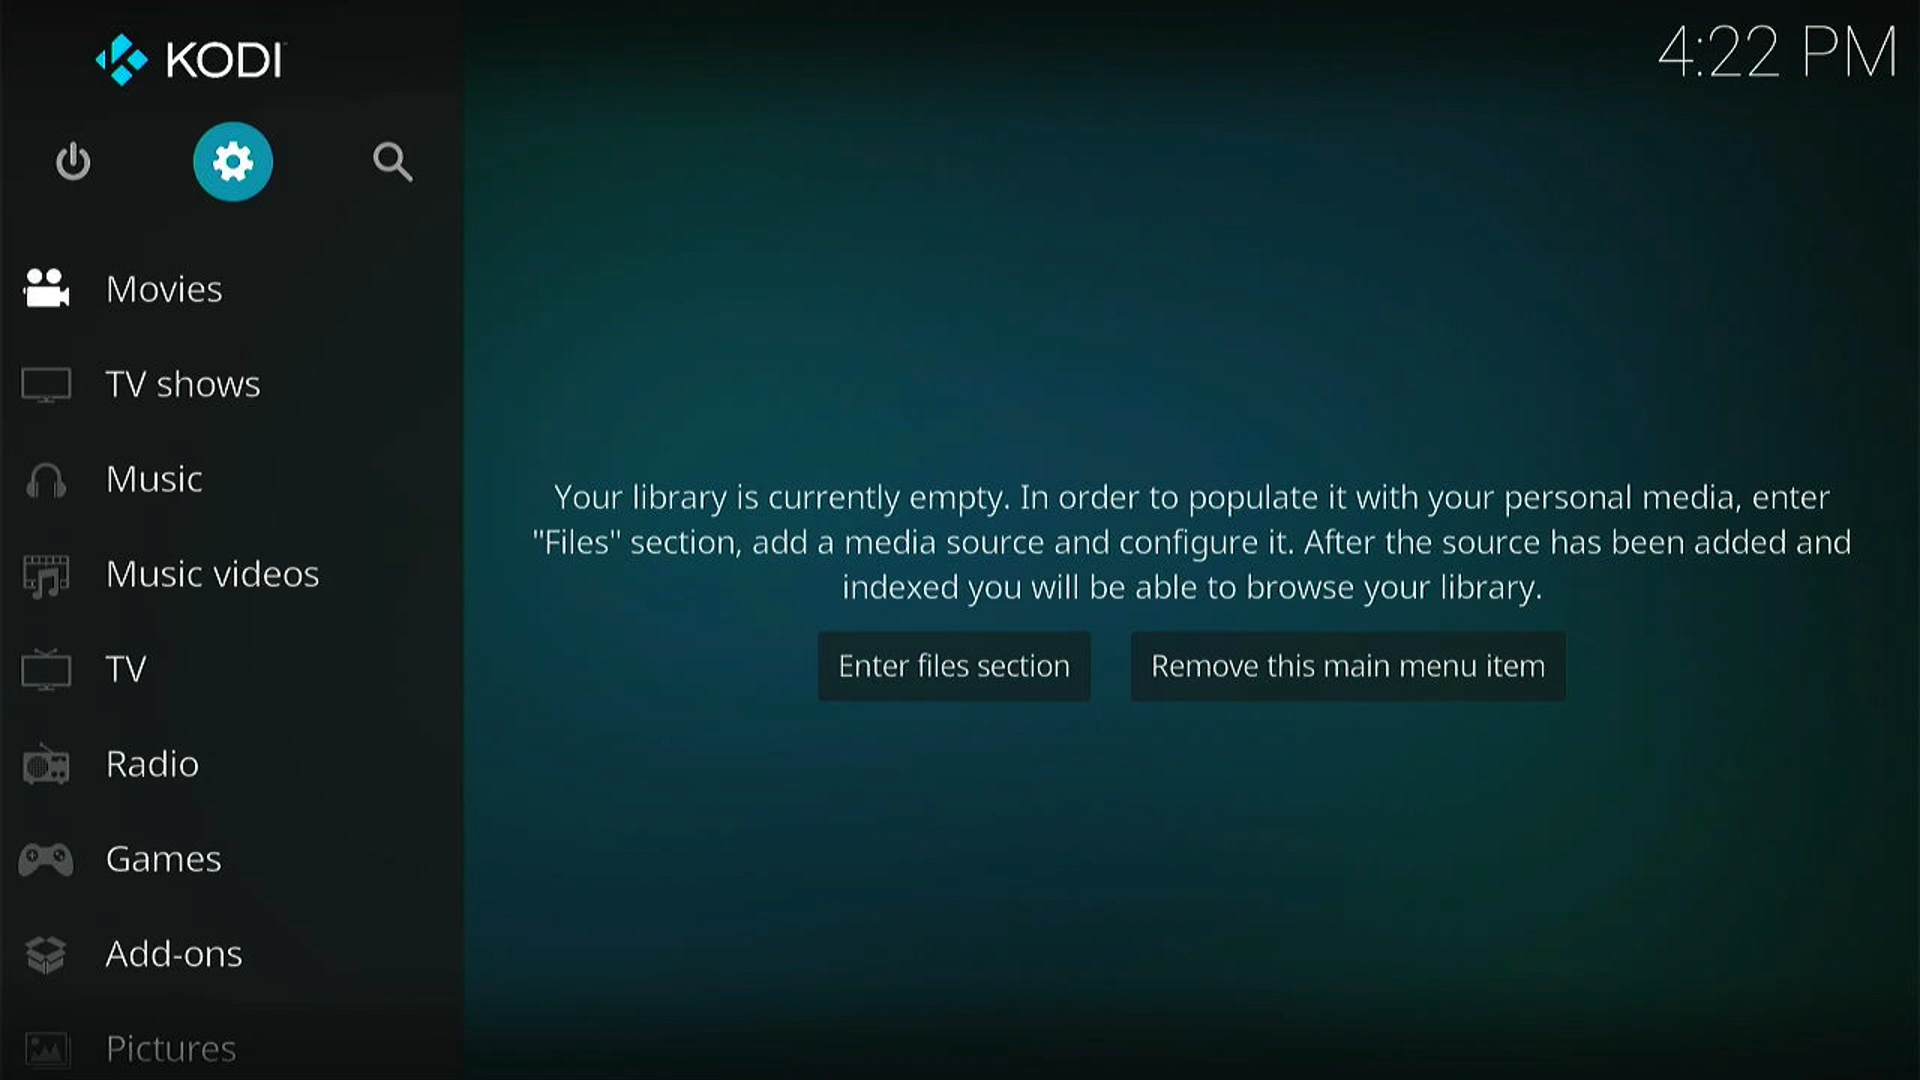 KODI
4:22 PM
Movies
TV shows
Music
Music videos
TV
Radio
Games
Add-ons
Pictures
Your library is currently empty. In order to populate it with your personal media, enter
"Files" section, add a media source and configure it. After the source has been added and
indexed you will be able to browse your library.
Enter files section
Remove this main menu item